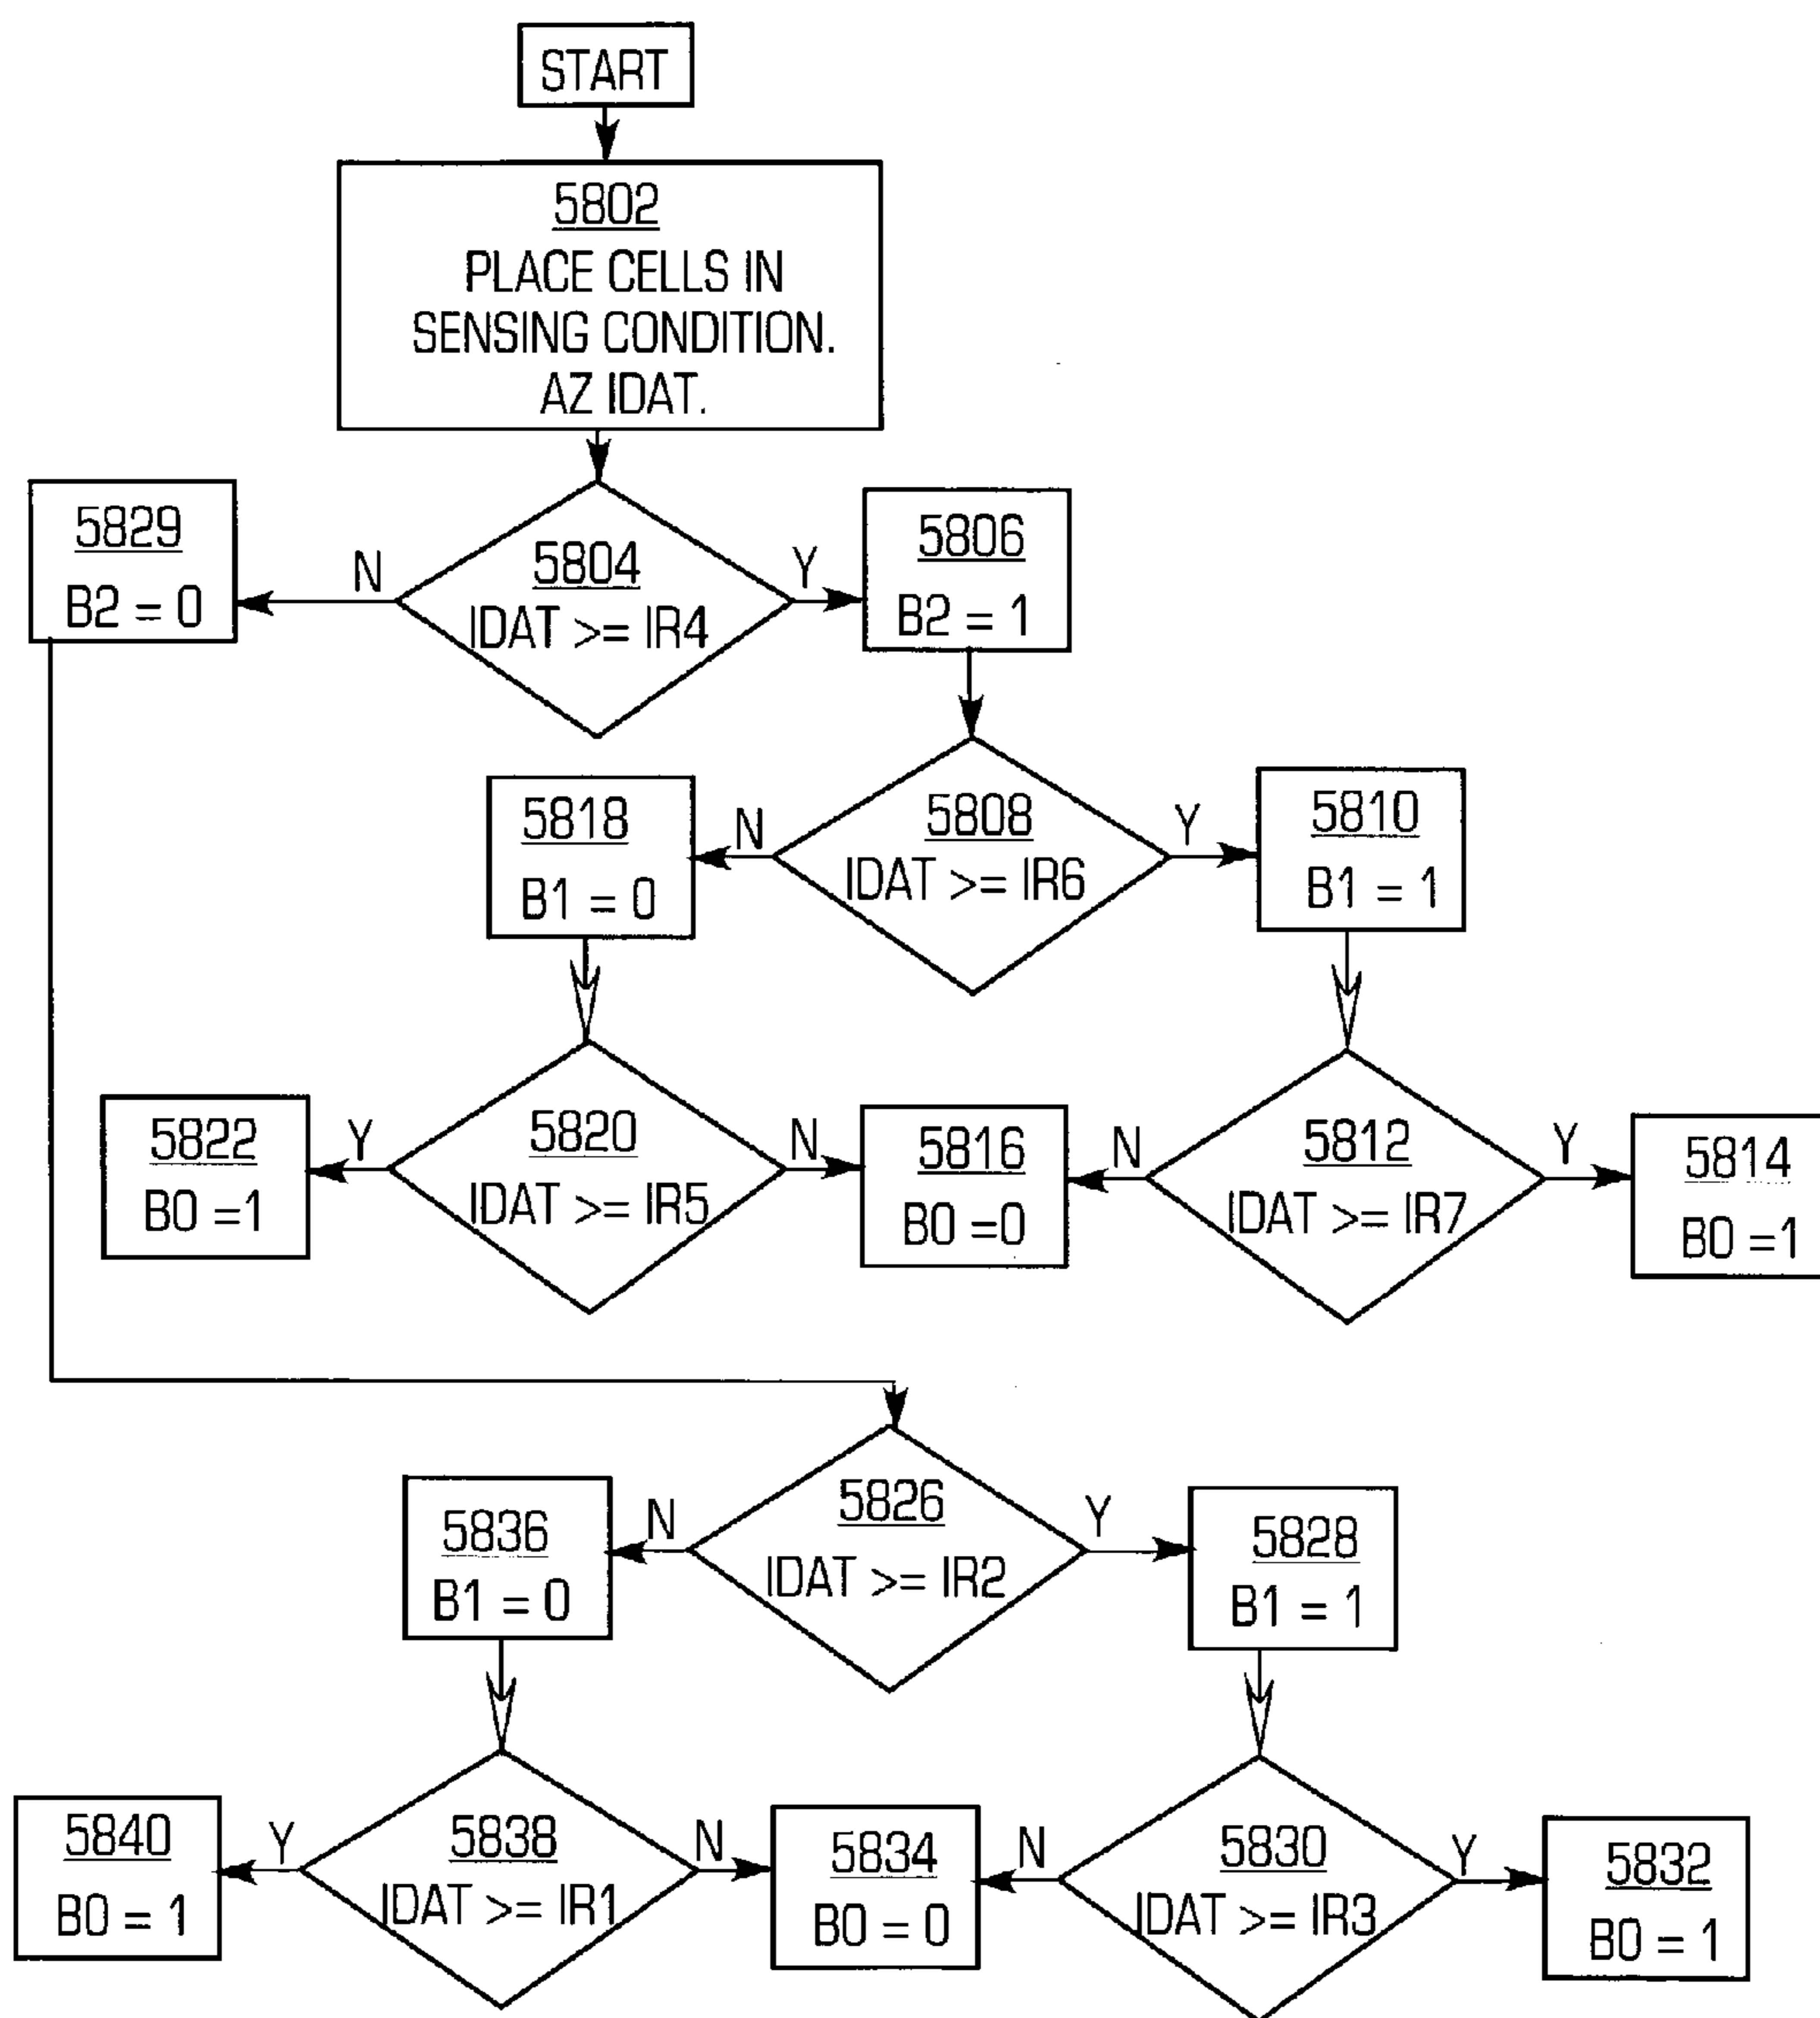 START
5802
PLACE CELLS IN
SENSING CONDITION.
AZ IDAT.
5829
B2 = 0
N
5804
IDAT >= IR4
Y
5806
B2 = 1
5818
B1 = 0
N
5808
IDAT >= IR6
Y
5810
B1 = 1
5822
B0 =1
Y
5820
IDAT >= IR5
N
5816
B0 =0
N
5812
IDAT >= IR7
Y
5814
B0 =1
5836
B1 = 0
N
5826
IDAT >= IR2
Y
5828
B1 = 1
5840
B0 = 1
Y
5838
IDAT >= IR1
N
5834
B0 = 0
N
5830
IDAT >= IR3
Y
5832
B0 = 1